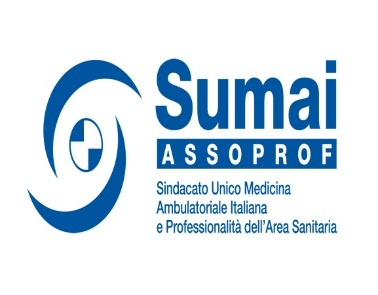 Sumai
ASSOPROF
Sindacato Unico Medicina
Ambulatoriale Italiana
e Professionalità dell'Area Sanitaria